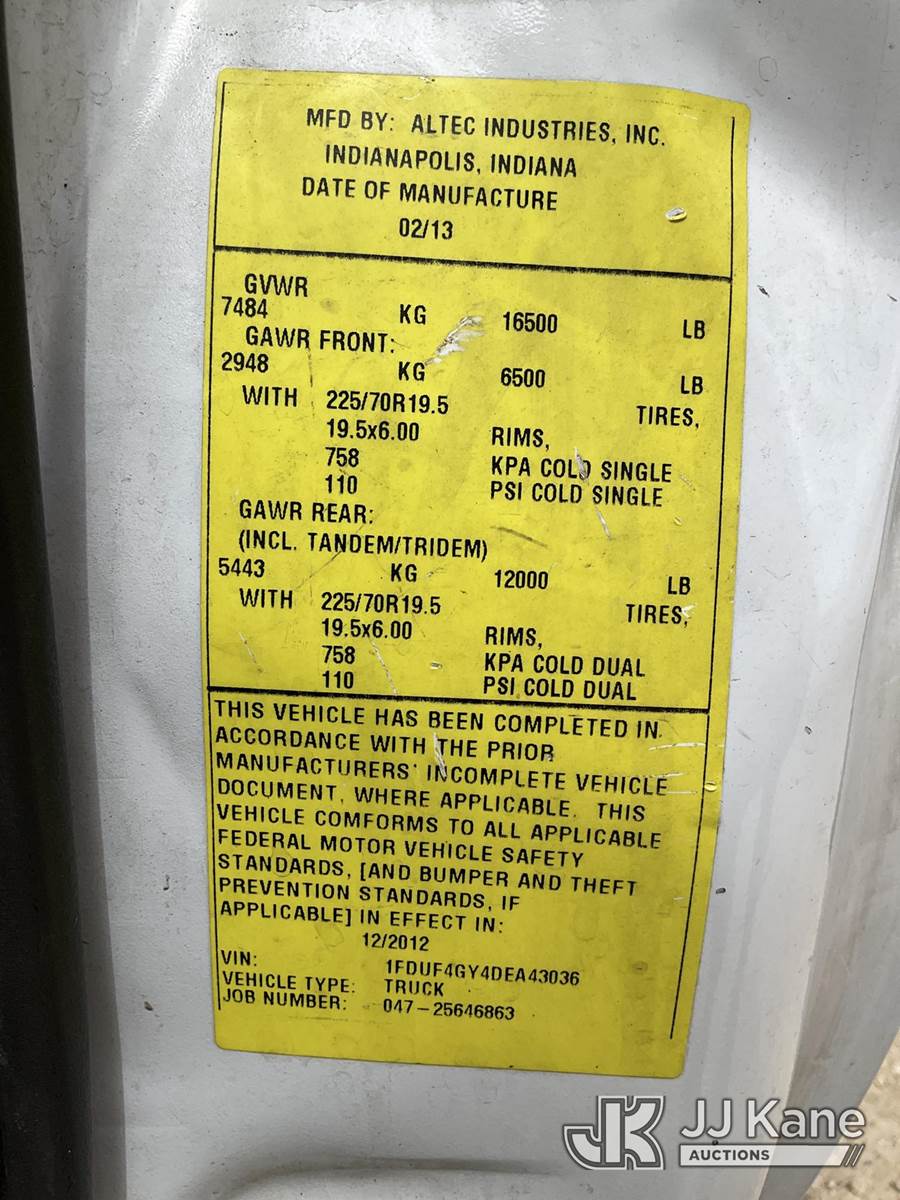 MFD BY: ALTEC INDUSTRIES, INC.
INDIANAPOLIS, INDIANA
DATE OF MANUFACTURE
02/13
GVWR
7484 KG 16500 LB
GAWR FRONT:
2948 KG 6500 LB
WITH 225/70R19.5 TIRES,
19.5x6.00 RIMS,
758 KPA COLD SINGLE
110 PSI COLD SINGLE
GAWR REAR:
(INCL. TANDEM/TRIDEM)
5443 KG 12000 LB
WITH 225/70R19.5 TIRES,
19.5x6.00 RIMS,
758 KPA COLD DUAL
110 PSI COLD DUAL
THIS VEHICLE HAS BEEN COMPLETED IN
ACCORDANCE WITH THE PRIOR
MANUFACTURERS' INCOMPLETE VEHICLE
DOCUMENT, WHERE APPLICABLE. THIS
VEHICLE COMFORMS TO ALL APPLICABLE
FEDERAL MOTOR VEHICLE SAFETY
STANDARDS, [AND BUMPER AND THEFT
PREVENTION STANDARDS, IF
APPLICABLE] IN EFFECT IN:
12/2012
VIN: 1FDUF4GY4DEA43036
VEHICLE TYPE: TRUCK
JOB NUMBER: 047-25646863
JK JJ Kane
AUCTIONS